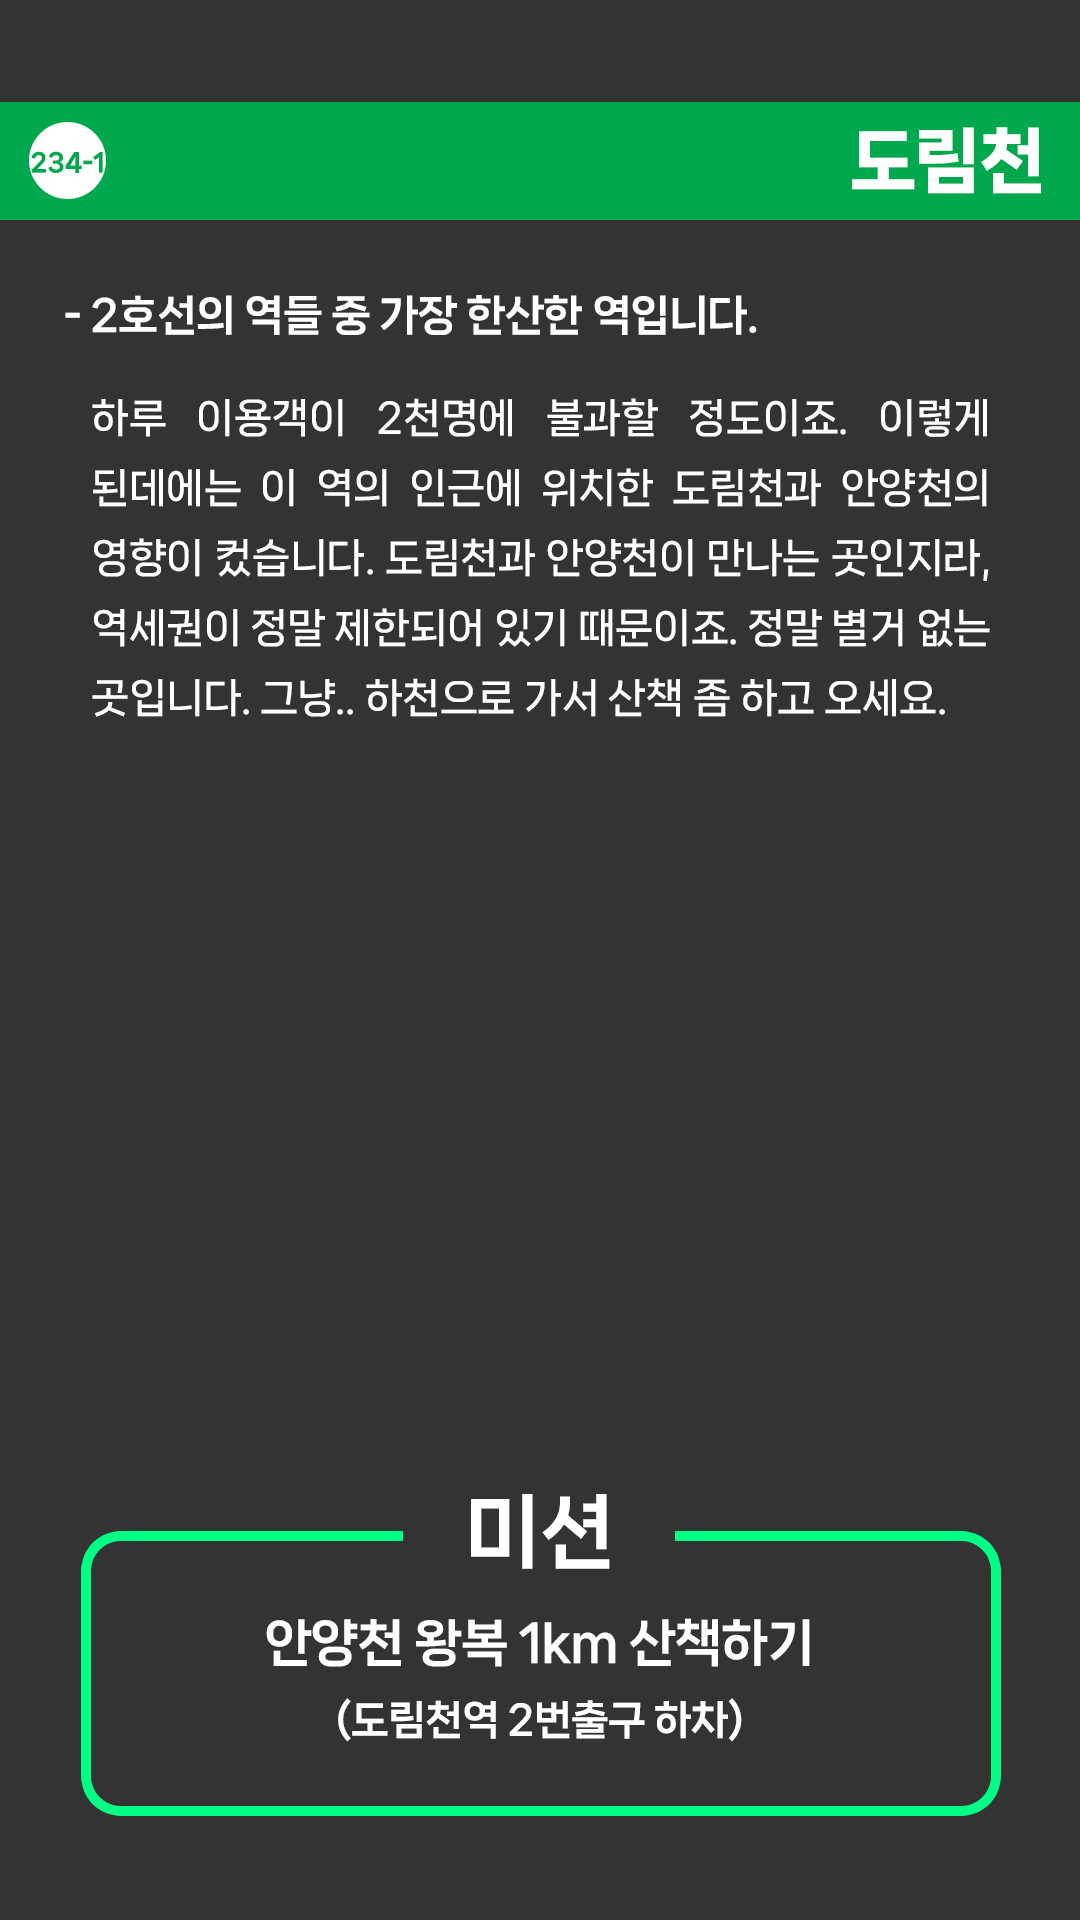 234-1
도림천
- 2호선의 역들 중 가장 한산한 역입니다.
하루 이용객이 2천명에 불과할 정도이죠. 이렇게
된데에는 이 역의 인근에 위치한 도림천과 안양천의
영향이 컸습니다. 도림천과 안양천이 만나는 곳인지라,
역세권이 정말 제한되어 있기 때문이죠. 정말 별거 없는
곳입니다. 그냥.. 하천으로 가서 산책 좀 하고 오세요.
미션
안양천 왕복 1km 산책하기
(도림천역 2번출구 하차)